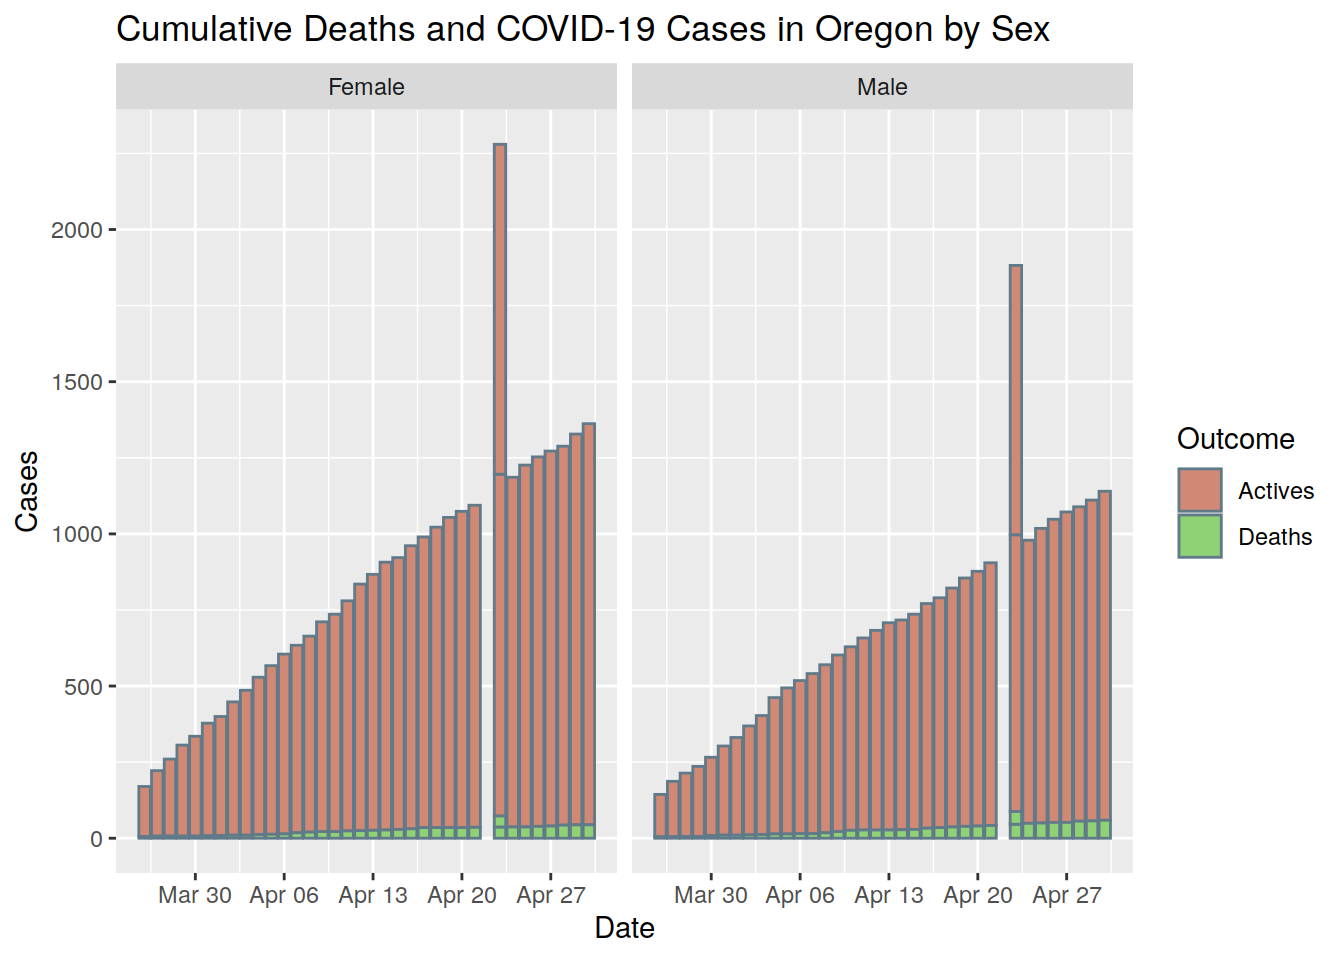 Cumulative Deaths and COVID-19 Cases in Oregon by Sex
Female
Male
2000
1500
1000
500
0
Cases
Mar 30
Apr 06
Apr 13
Apr 20
Apr 27
Mar 30
Apr 06
Apr 13
Apr 20
Apr 27
Date
Outcome
Actives
Deaths